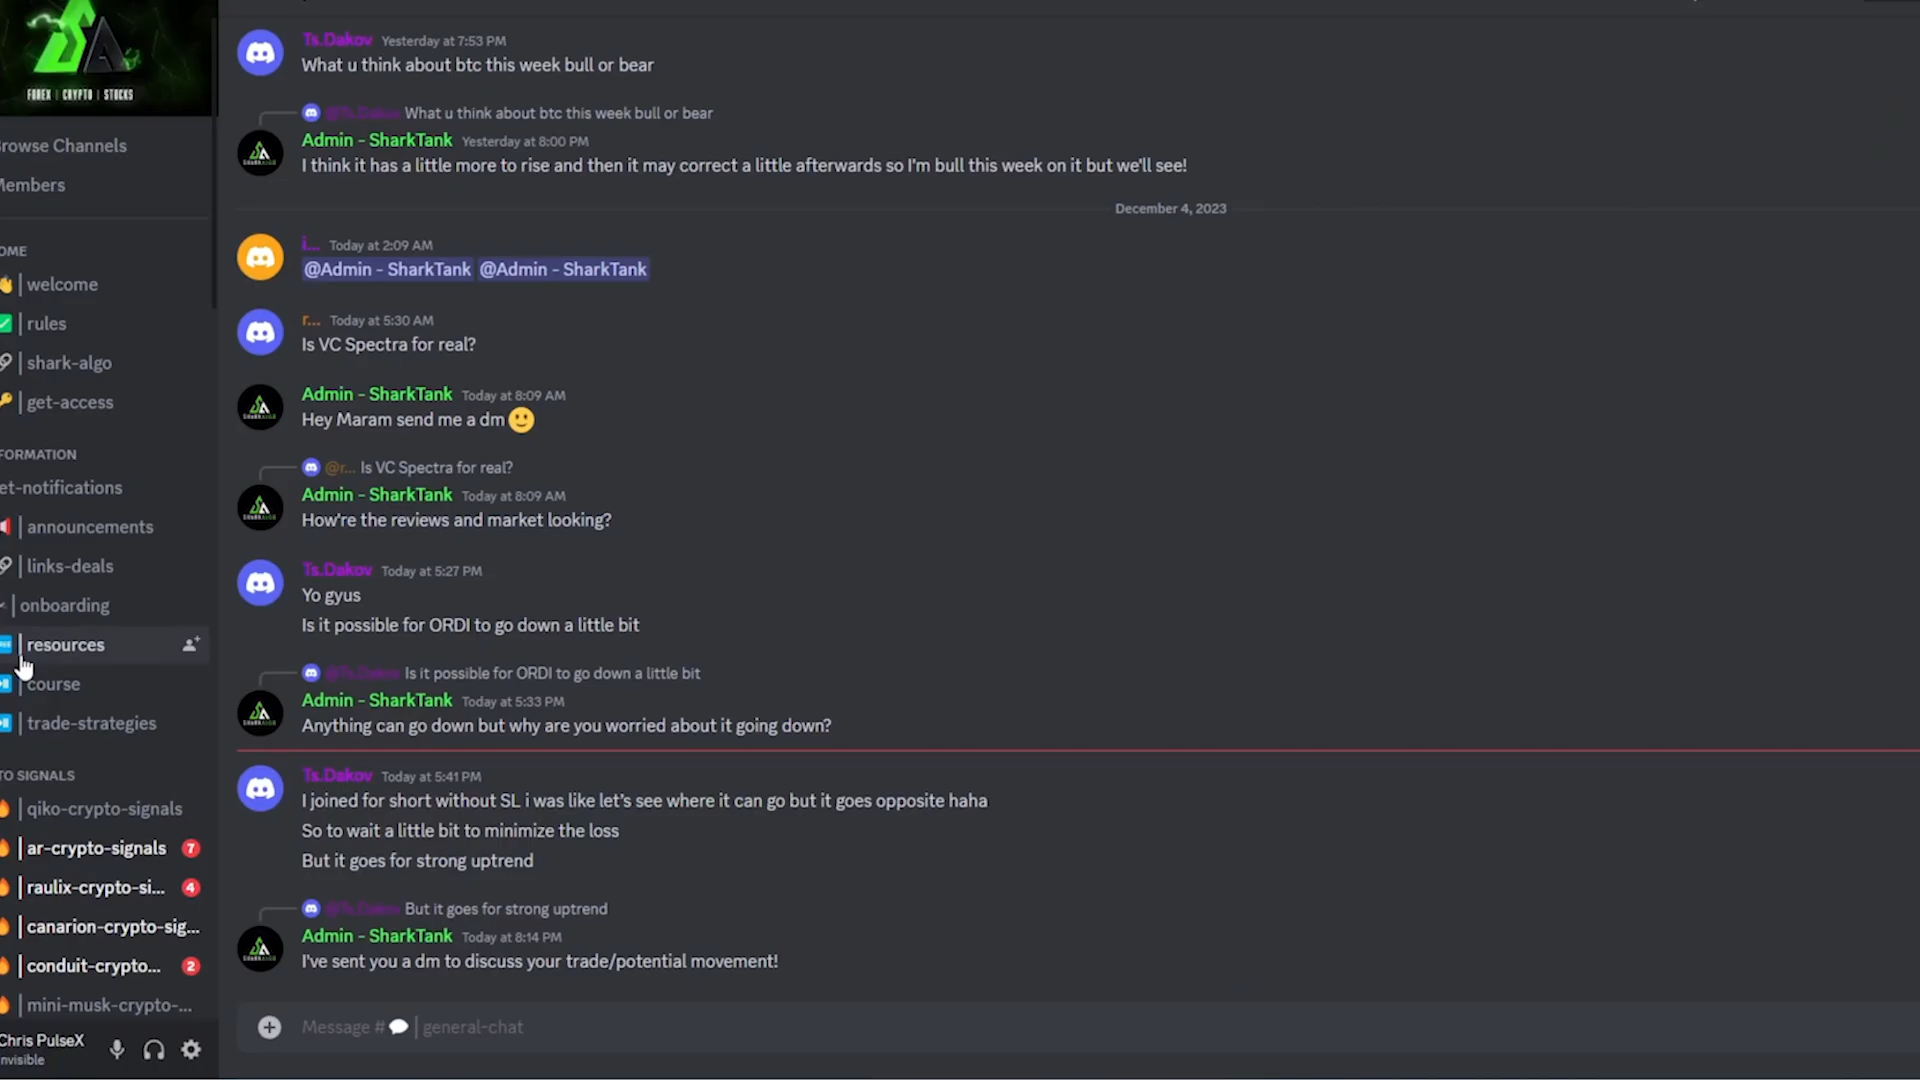 SA
FOREX | CRYPTO | STOCKS
rowse Channels
Members
OME
welcome
rules
shark-algo
get-access
FORMATION
et-notifications
announcements
links-deals
onboarding
resources
course
trade-strategies
TO SIGNALS
qiko-crypto-signals
ar-crypto-signals 7
raulix-crypto-si... 4
canarion-crypto-sig...
conduit-crypto... 2
mini-musk-crypto-...
Chris PulseX
nvisible
Ts.Dakov Yesterday at 7:53 PM
What u think about btc this week bull or bear
@Ts.Dakov What u think about btc this week bull or bear
Admin - SharkTank Yesterday at 8:00 PM
I think it has a little more to rise and then it may correct a little afterwards so I'm bull this week on it but we'll see!
December 4, 2023
i... Today at 2:09 AM
@Admin - SharkTank @Admin - SharkTank
r... Today at 5:30 AM
Is VC Spectra for real?
Admin - SharkTank Today at 8:09 AM
Hey Maram send me a dm 🙂
@r... Is VC Spectra for real?
Admin - SharkTank Today at 8:09 AM
How're the reviews and market looking?
Ts.Dakov Today at 5:27 PM
Yo gyus
Is it possible for ORDI to go down a little bit
@Ts.Dakov Is it possible for ORDI to go down a little bit
Admin - SharkTank Today at 5:33 PM
Anything can go down but why are you worried about it going down?
Ts.Dakov Today at 5:41 PM
I joined for short without SL i was like let's see where it can go but it goes opposite haha
So to wait a little bit to minimize the loss
But it goes for strong uptrend
@Ts.Dakov But it goes for strong uptrend
Admin - SharkTank Today at 8:14 PM
I've sent you a dm to discuss your trade/potential movement!
Message #💬 | general-chat